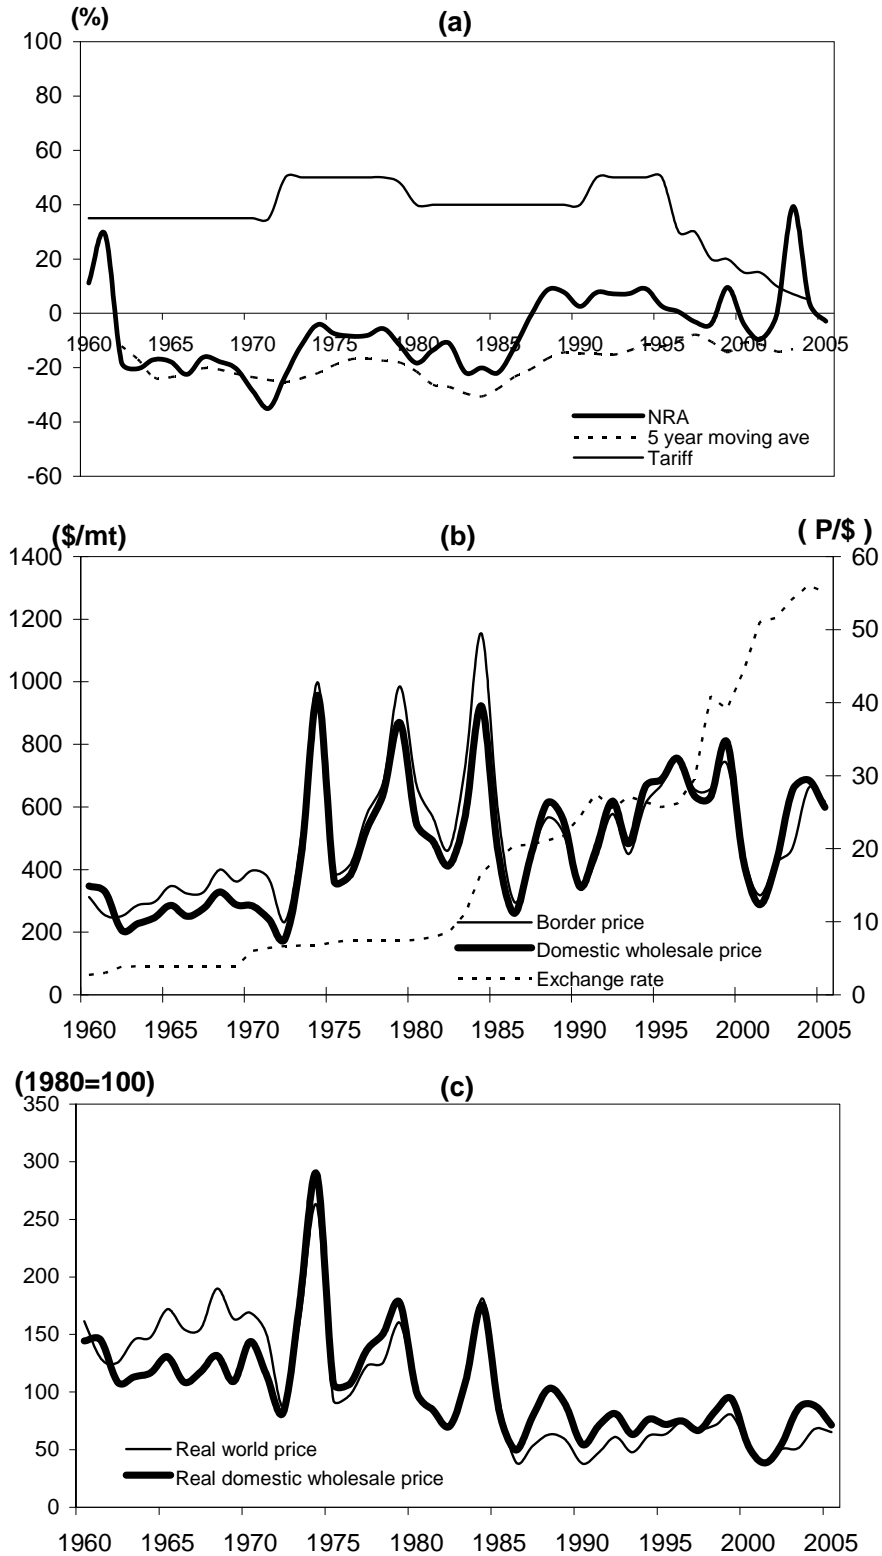 (%)
(a)
100
80
60
40
20
0
1960 1965 1970 1975 1980 1985 1990 1995 2000 2005
-20
-40
-60
NRA
5 year moving ave
Tariff
($/mt)
(b)
( P/$ )
1400 60
1200 50
1000
40
800
30
600
20
400
10
200
0 0
Border price
Domestic wholesale price
Exchange rate
1960 1965 1970 1975 1980 1985 1990 1995 2000 2005
(1980=100)
(c)
350
300
250
200
150
100
50
0
Real world price
Real domestic wholesale price
1960 1965 1970 1975 1980 1985 1990 1995 2000 2005